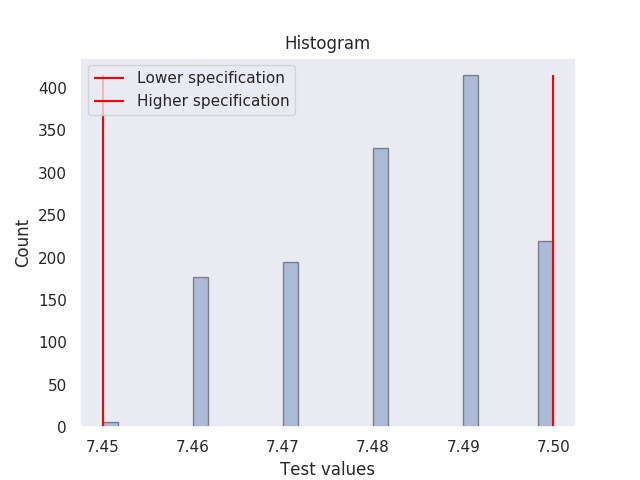 Histogram
Lower specification
Higher specification
Count
400
350
300
250
200
150
100
50
0
7.45 7.46 7.47 7.48 7.49 7.50
Test values